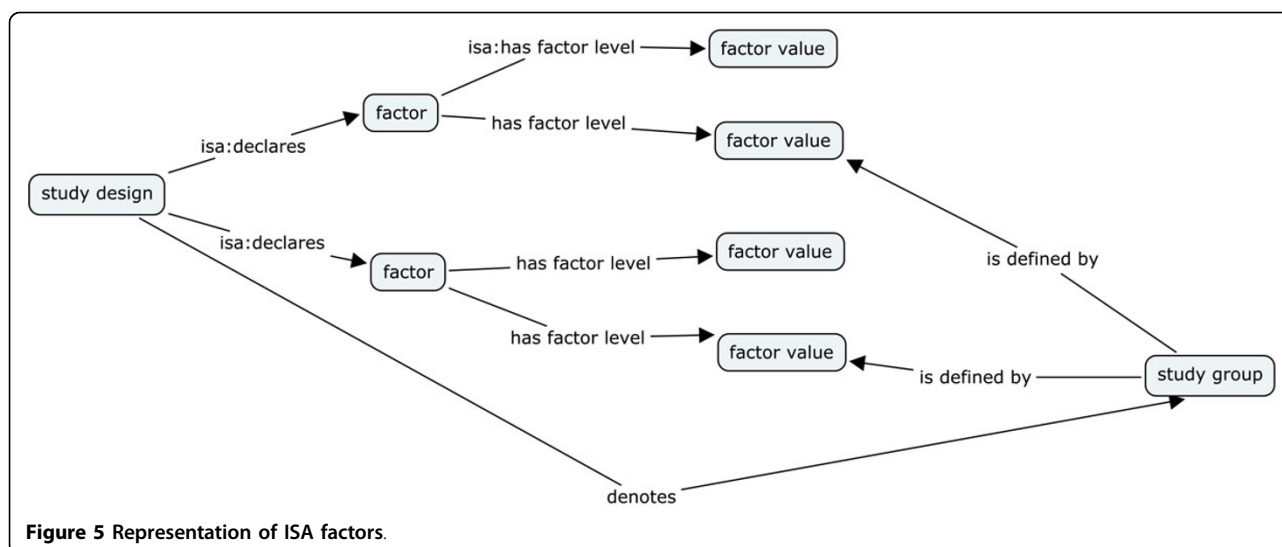 isa:has factor level
factor value
factor
has factor level
factor value
isa:declares
study design
isa:declares
factor
has factor level
factor value
is defined by
has factor level
factor value
is defined by
study group
denotes
Figure 5 Representation of ISA factors.